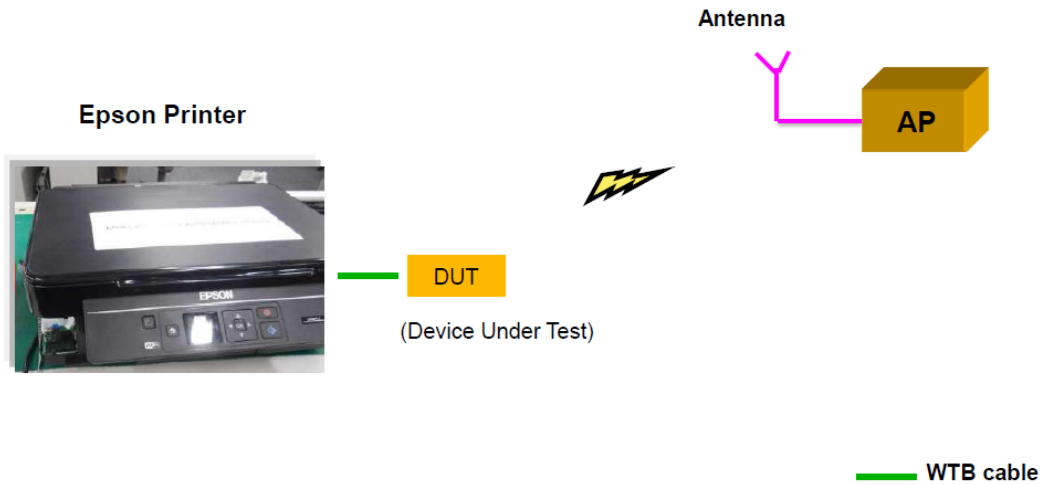 Antenna
AP
Epson Printer
EPSON
DUT
(Device Under Test)
WTB cable